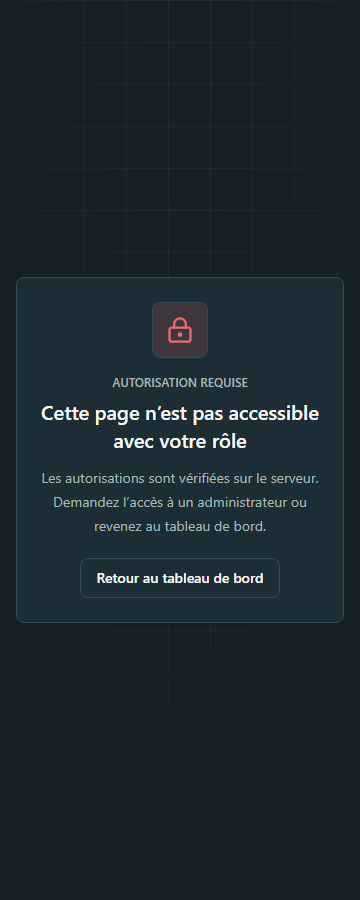 AUTORISATION REQUISE
Cette page n’est pas accessible
avec votre rôle
Les autorisations sont vérifiées sur le serveur.
Demandez l’accès à un administrateur ou
revenez au tableau de bord.
Retour au tableau de bord